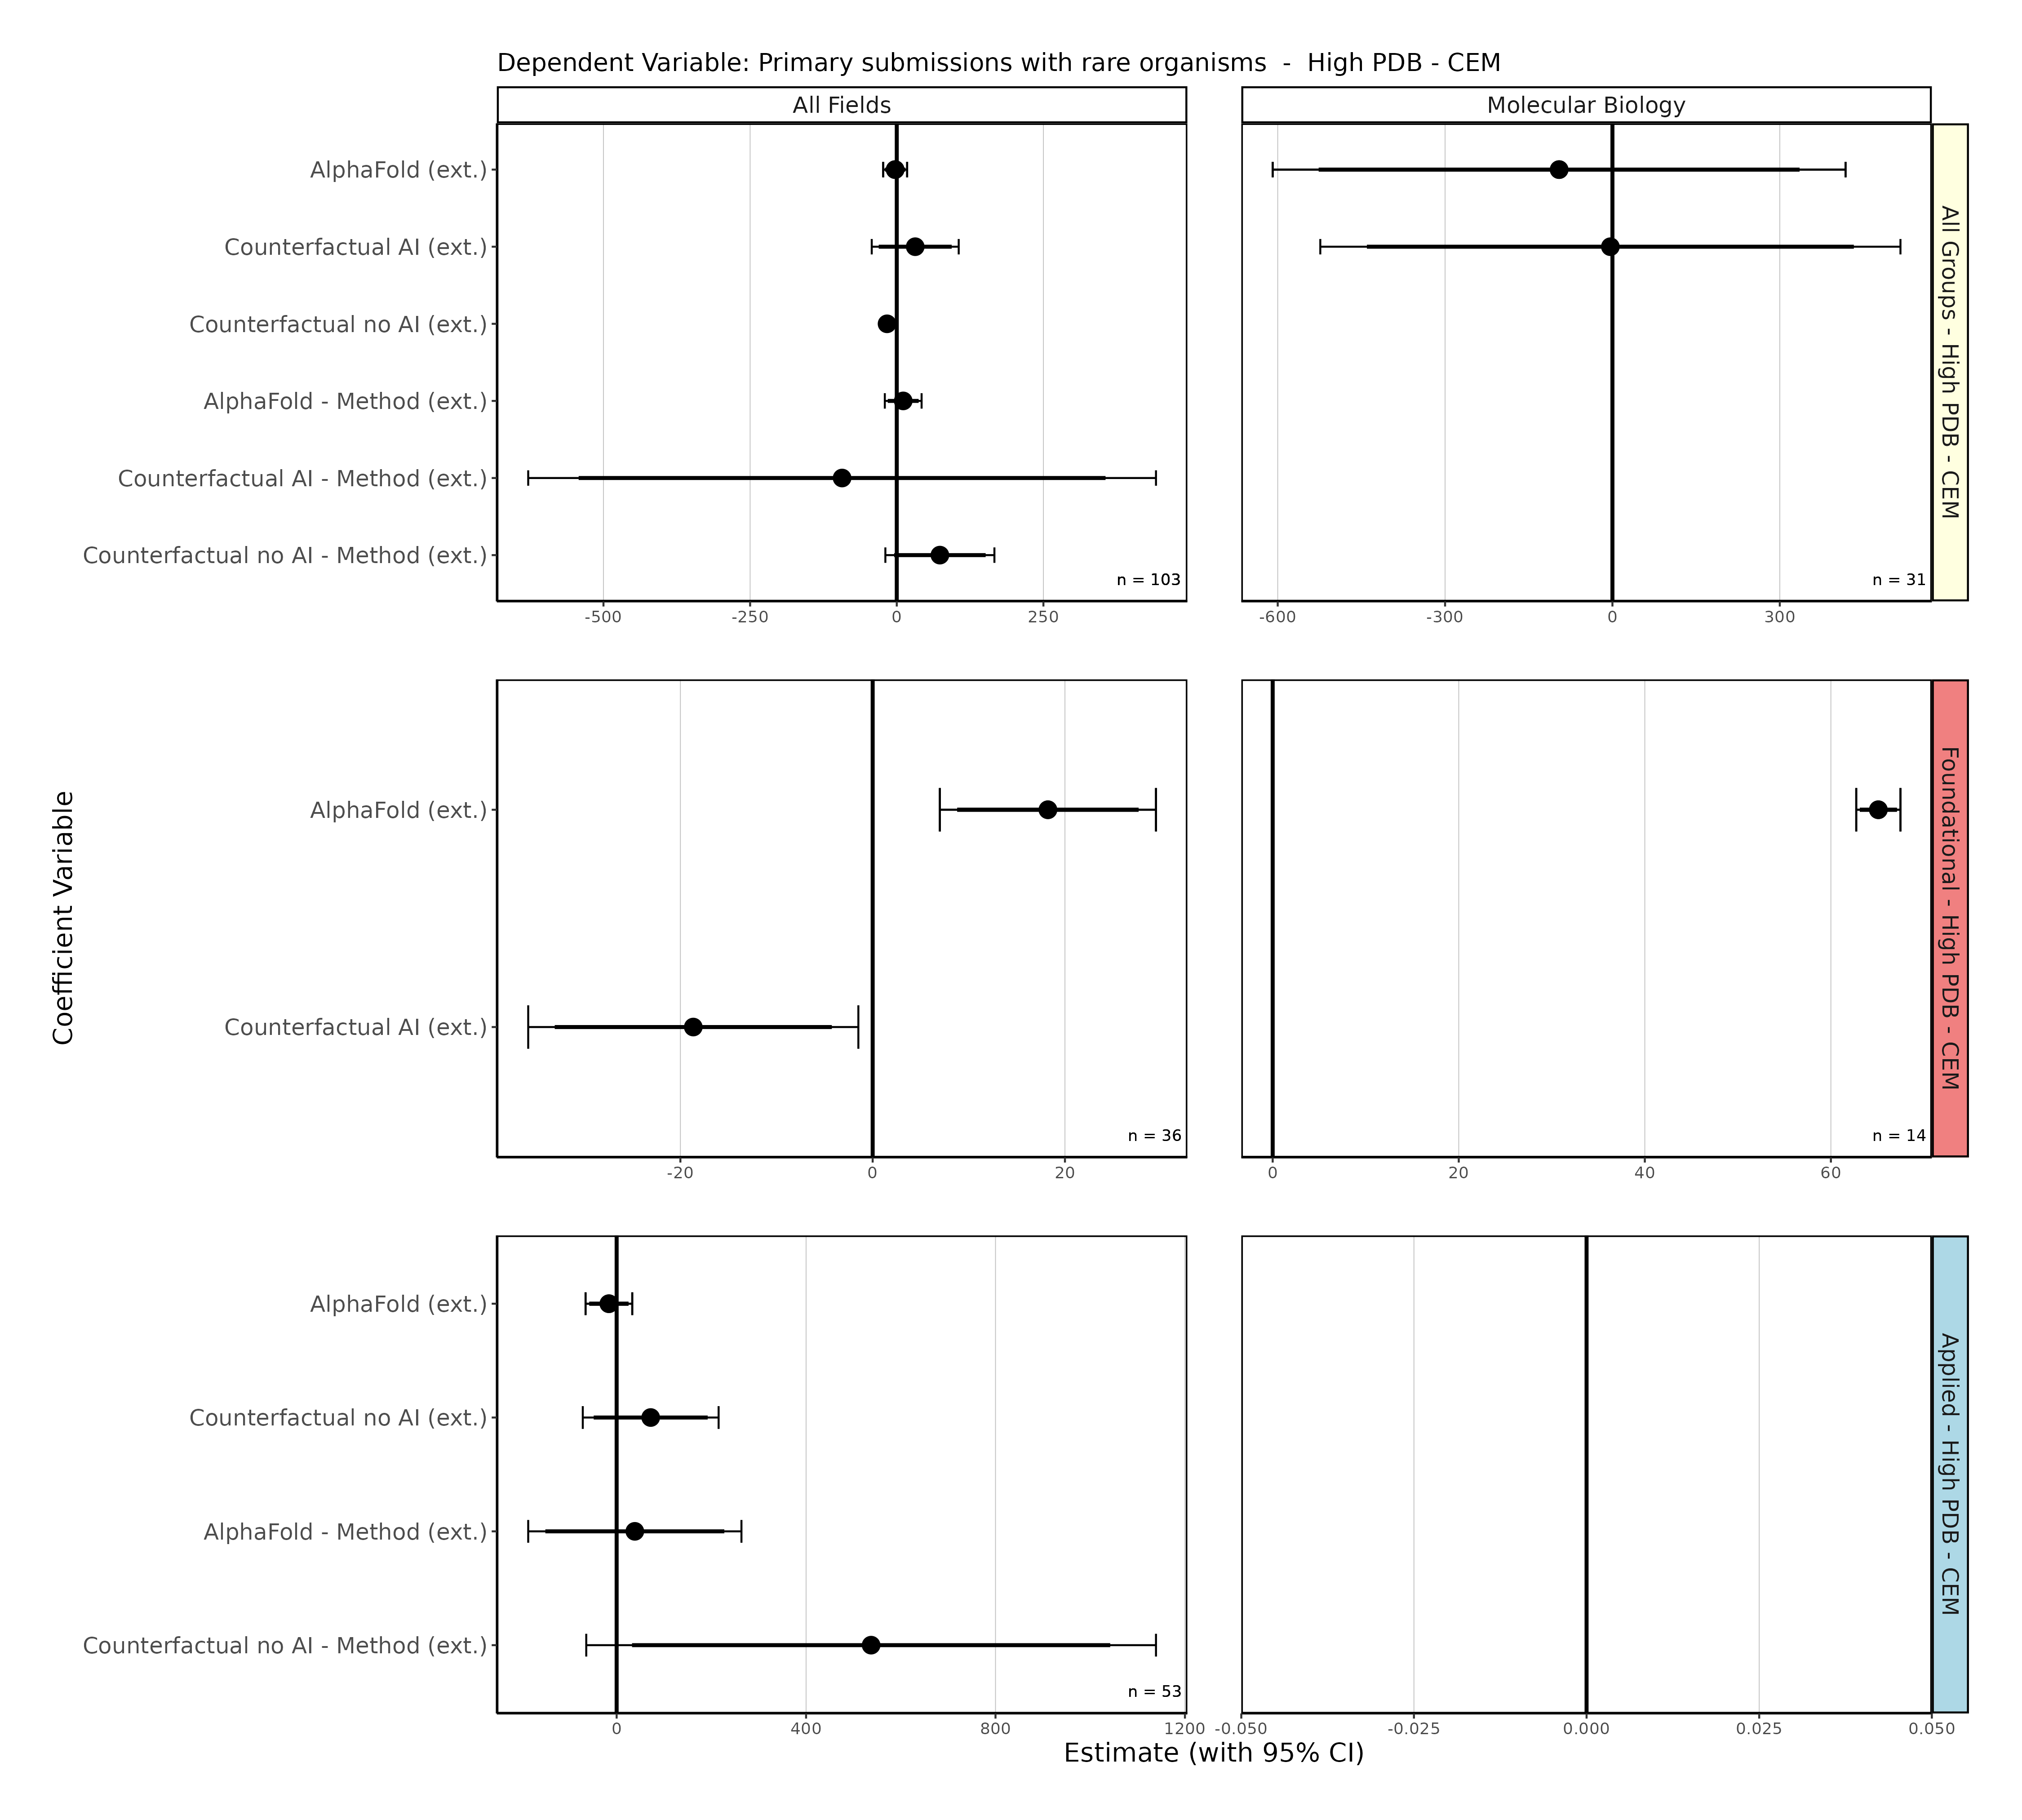 Dependent Variable: Primary submissions with rare organisms - High PDB - CEM
All Fields
Molecular Biology
AlphaFold (ext.)
Counterfactual AI (ext.)
Counterfactual no AI (ext.)
AlphaFold - Method (ext.)
Counterfactual AI - Method (ext.)
Counterfactual no AI - Method (ext.)
n = 103
n = 31
All Groups - High PDB - CEM
-500 -250 0 250
-600 -300 0 300
Coefficient Variable
AlphaFold (ext.)
Counterfactual AI (ext.)
n = 36
n = 14
Foundational - High PDB - CEM
-20 0 20
0 20 40 60
AlphaFold (ext.)
Counterfactual no AI (ext.)
AlphaFold - Method (ext.)
Counterfactual no AI - Method (ext.)
n = 53
Applied - High PDB - CEM
0 400 800 1200
-0.050 -0.025 0.000 0.025 0.050
Estimate (with 95% CI)